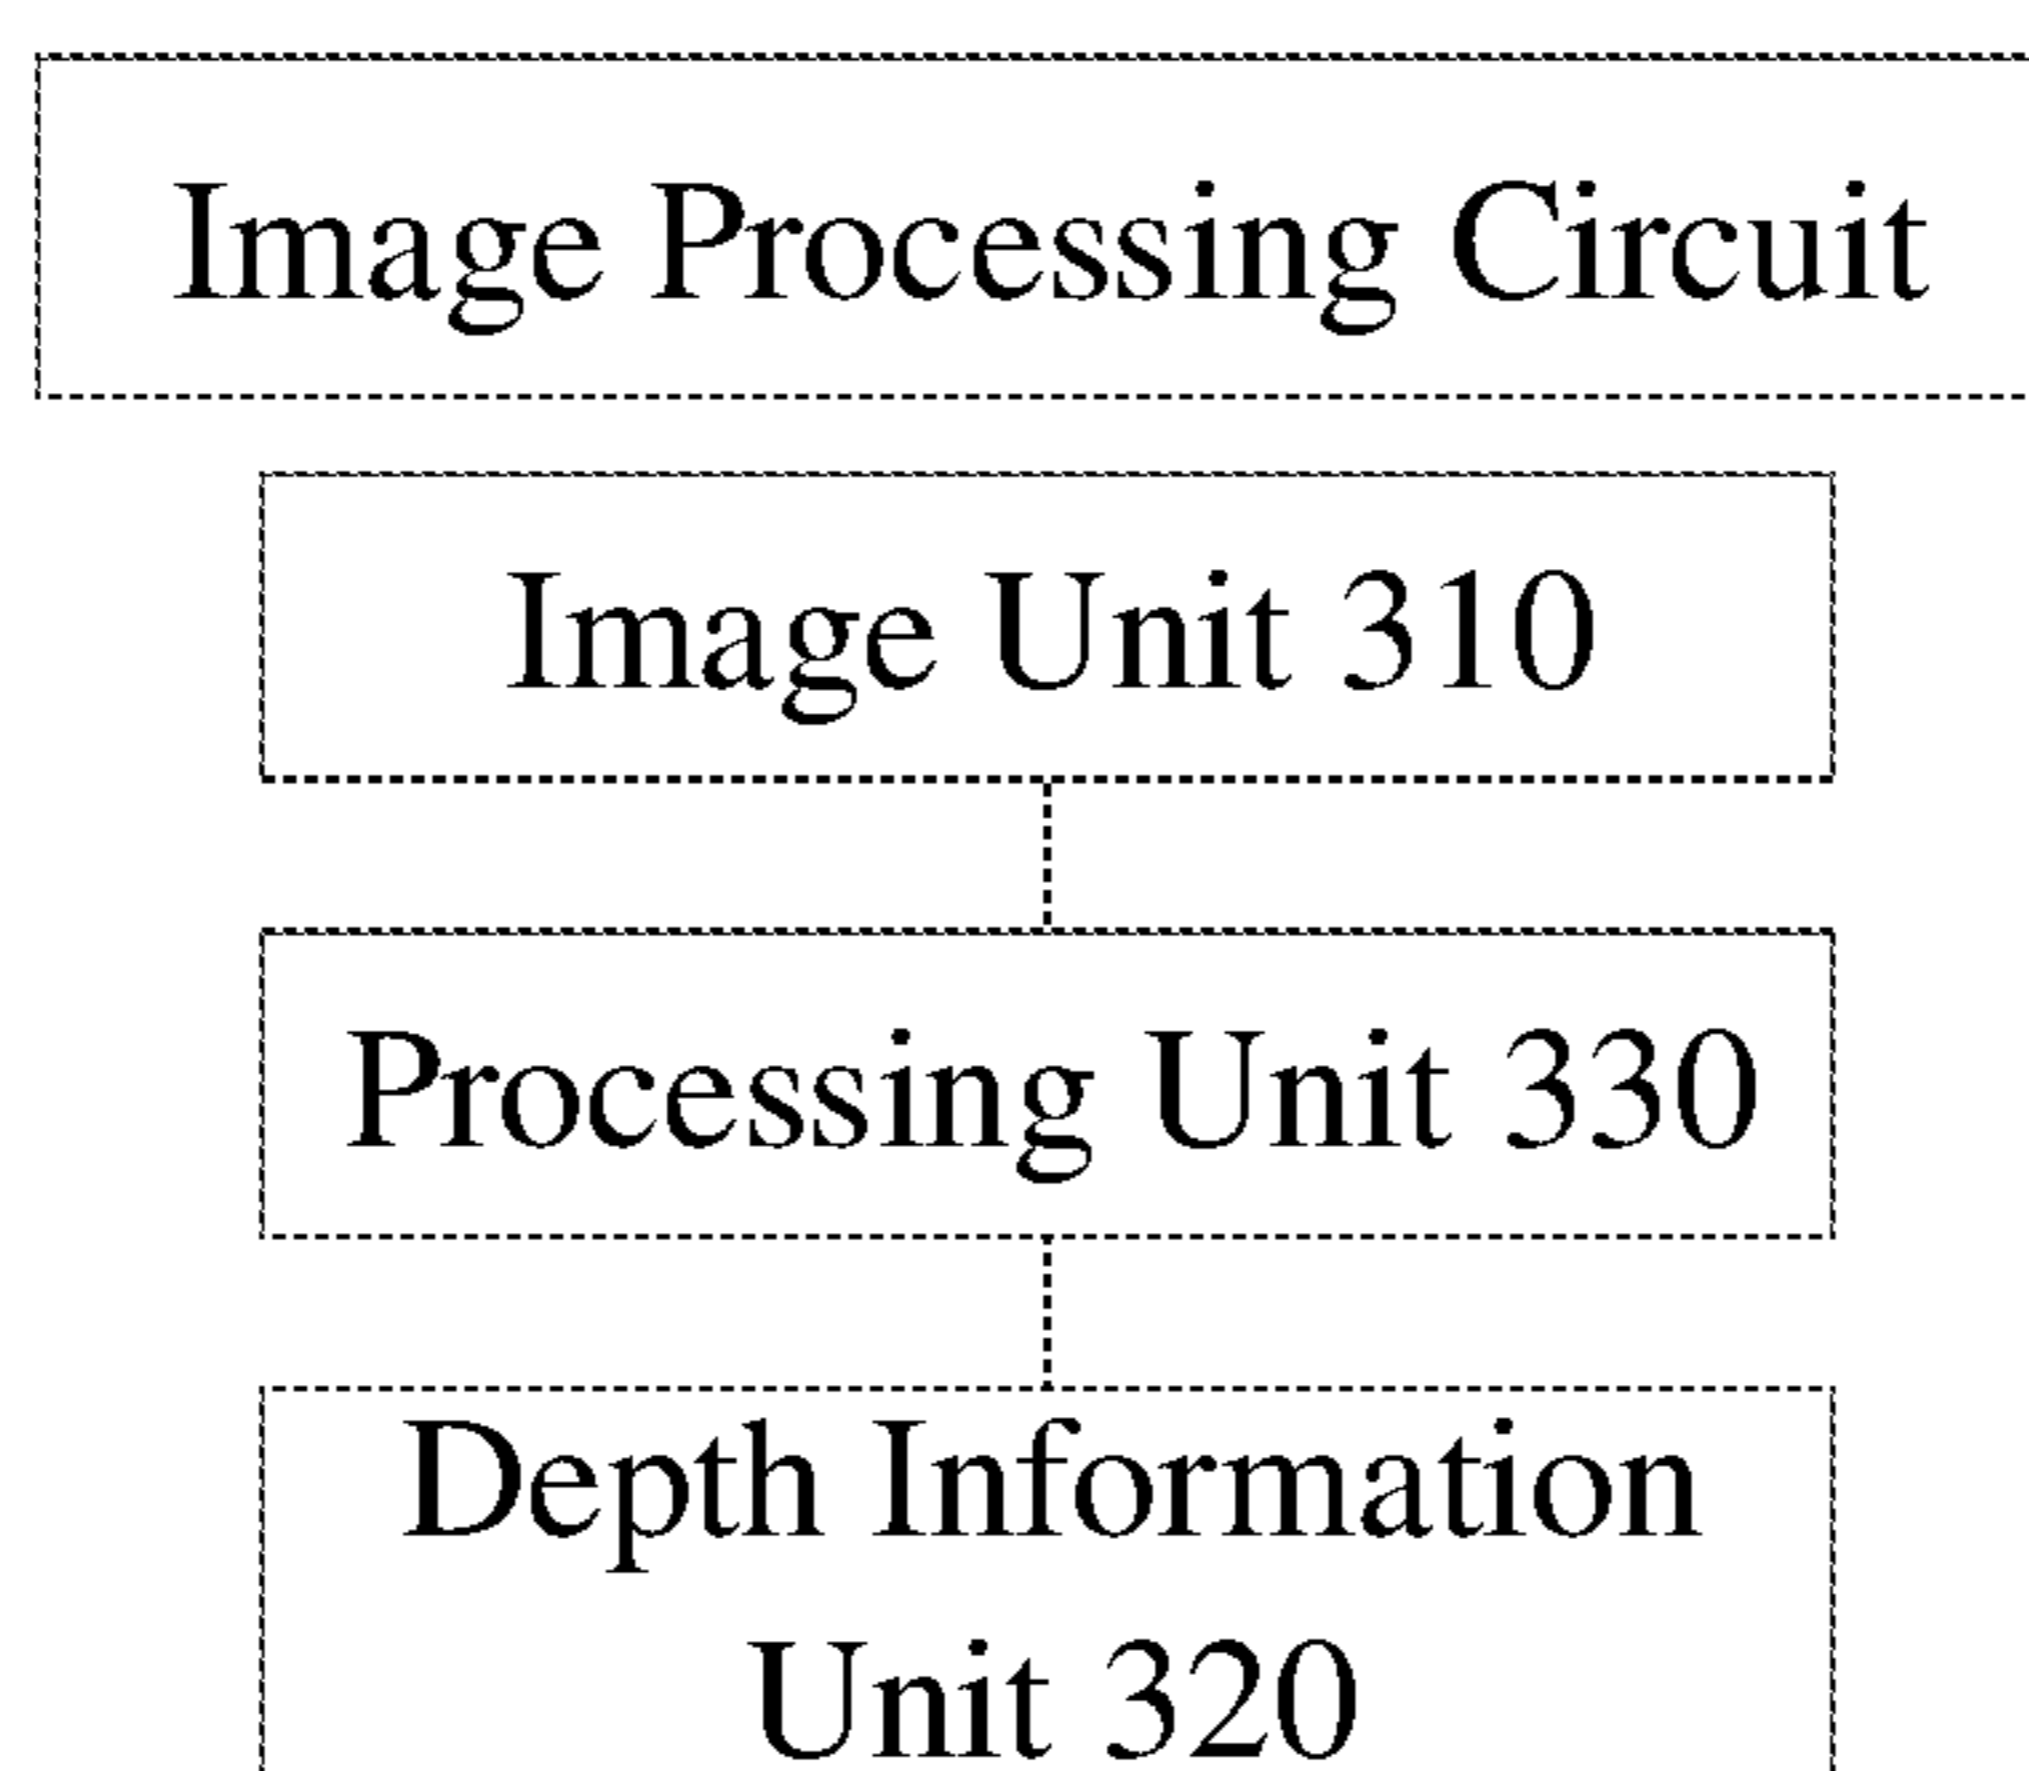 Image Processing Circuit
Image Unit 310
Processing Unit 330
Depth Information
Unit 320